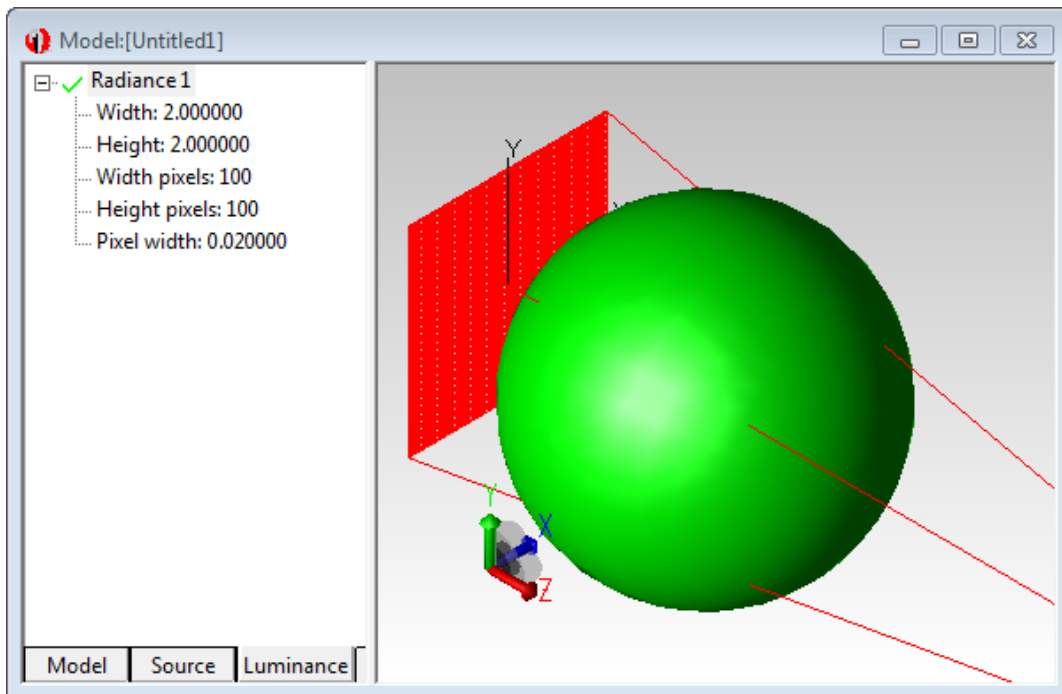 Model:[Untitled1]
Radiance 1
Width: 2.000000
Height: 2.000000
Width pixels: 100
Height pixels: 100
Pixel width: 0.020000
Model
Source
Luminance
Y
Y
X
Z